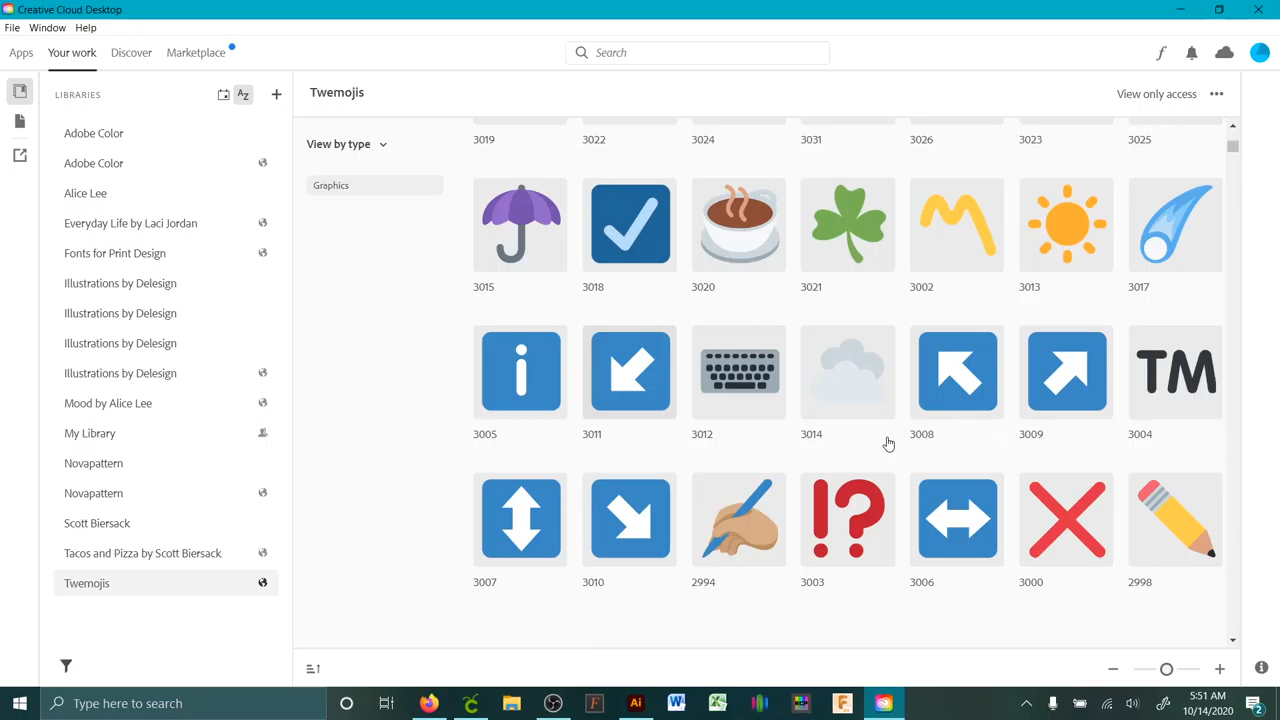 Creative Cloud Desktop
File Window Help
Apps Your work Discover Marketplace
Search
LIBRARIES
Adobe Color
Adobe Color
Alice Lee
Everyday Life by Laci Jordan
Fonts for Print Design
Illustrations by Delesign
Illustrations by Delesign
Illustrations by Delesign
Illustrations by Delesign
Mood by Alice Lee
My Library
Novapattern
Novapattern
Scott Biersack
Tacos and Pizza by Scott Biersack
Twemojis
Twemojis
View only access
View by type
Graphics
3019 3022 3024 3031 3026 3023 3025
3015 3018 3020 3021 3002 3013 3017
TM
3005 3011 3012 3014 3008 3009 3004
3007 3010 2994 3003 3006 3000 2998
Type here to search
Ai
5:51 AM
10/14/2020
2